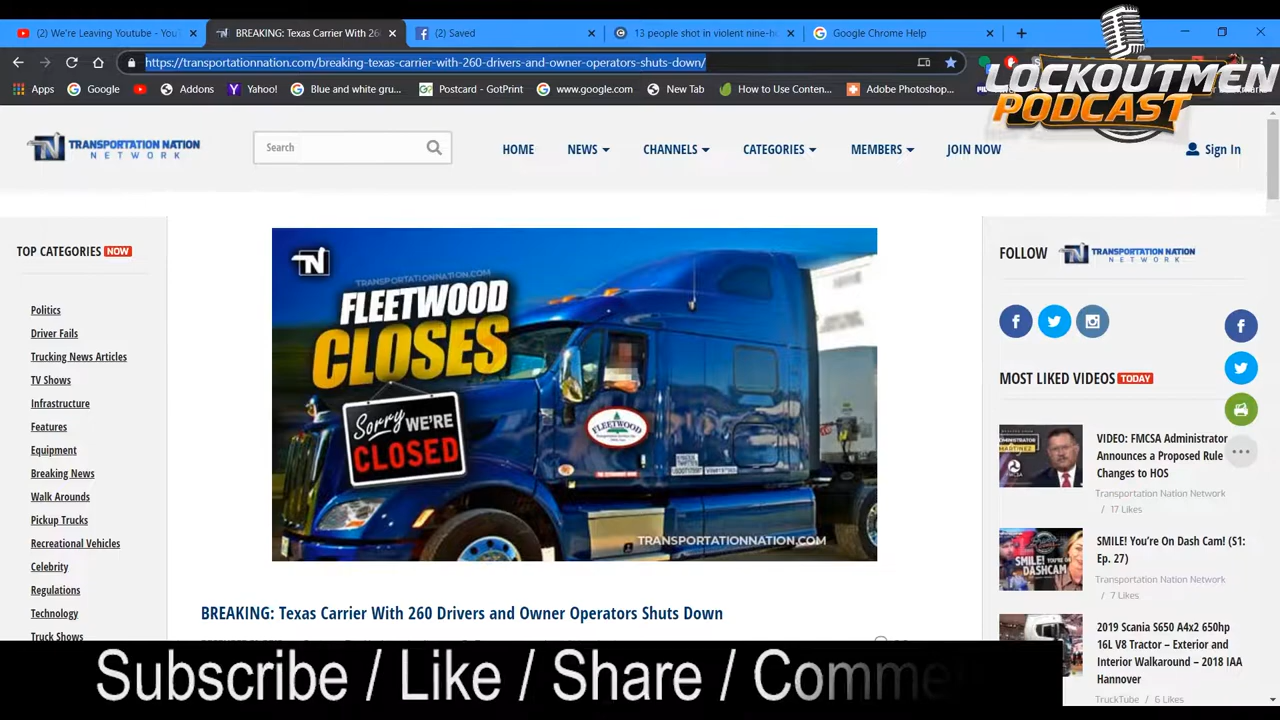 (2) We're Leaving Youtube - You
BREAKING: Texas Carrier With 26
(2) Saved
13 people shot in violent nine-h
Google Chrome Help
https://transportationnation.com/breaking-texas-carrier-with-260-drivers-and-owner-operators-shuts-down/
LOCKOUTMEN
PODCAST
Apps
Google
Addons
Yahoo!
Blue and white gru...
Postcard - GotPrint
www.google.com
New Tab
How to Use Conten...
Adobe Photoshop...
TRANSPORTATION NATION
NETWORK
Search
HOME
NEWS
CHANNELS
CATEGORIES
MEMBERS
JOIN NOW
Sign In
TOP CATEGORIES NOW
Politics
Driver Fails
Trucking News Articles
TV Shows
Infrastructure
Features
Equipment
Breaking News
Walk Arounds
Pickup Trucks
Recreational Vehicles
Celebrity
Regulations
Technology
Truck Shows
TN
TRANSPORTATIONNATION.COM
FLEETWOOD
CLOSES
Sorry
WE'RE
CLOSED
FLEETWOOD
TRANSPORTATIONNATION.COM
BREAKING: Texas Carrier With 260 Drivers and Owner Operators Shuts Down
FOLLOW
TRANSPORTATION NATION
NETWORK
MOST LIKED VIDEOS TODAY
VIDEO: FMCSA Administrator
Announces a Proposed Rule
Changes to HOS
Transportation Nation Network
/ 17 Likes
SMILE! You're On Dash Cam! (S1:
Ep. 27)
Transportation Nation Network
/ 7 Likes
2019 Scania S650 A4x2 650hp
16L V8 Tractor – Exterior and
Interior Walkaround – 2018 IAA
Hannover
TruckTube / 6 Likes
Subscribe / Like / Share / Comme